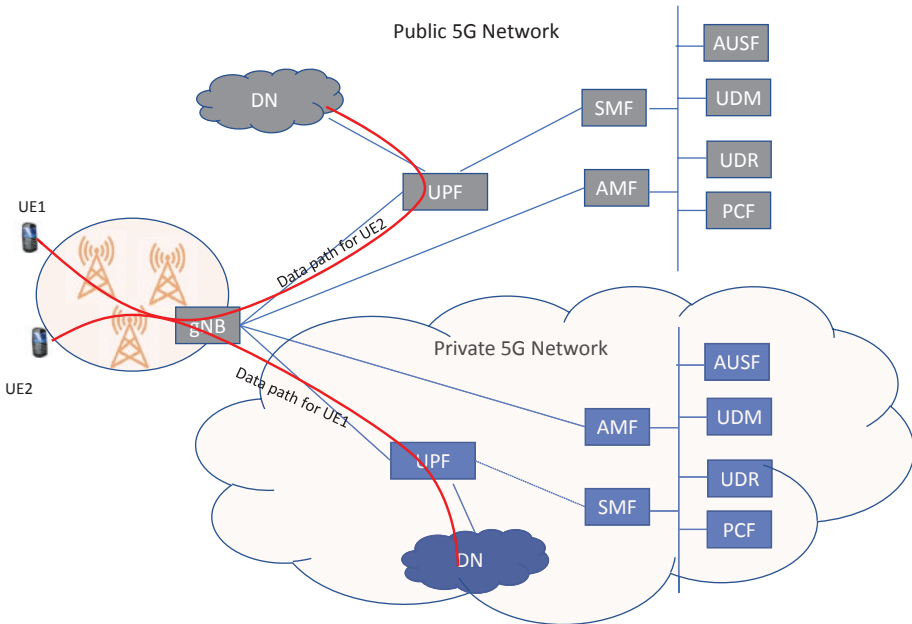 Public 5G Network
AUSF
DN
SMF
UDM
UDR
UPF
AMF
PCF
UE1
Data path for UE2
gNB
UE2
Private 5G Network
AUSF
Data path for UE1
AMF
UDM
UPF
UDR
SMF
PCF
DN